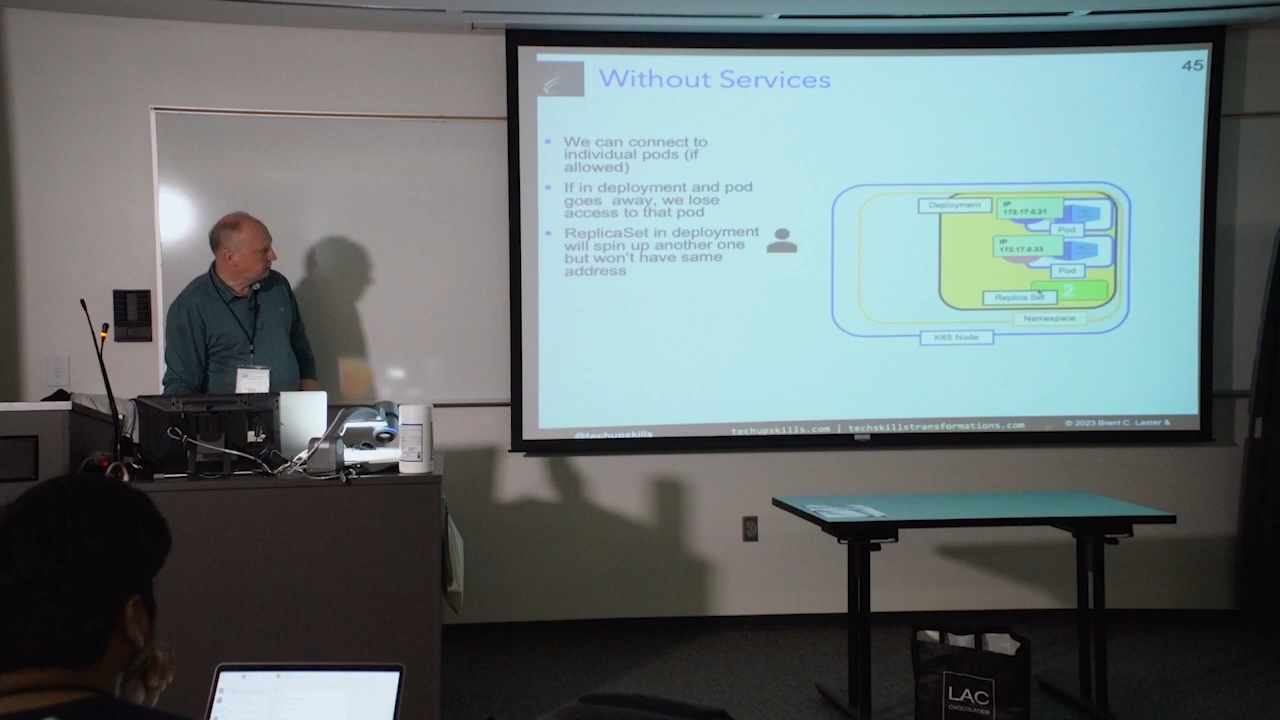 Without Services
45
We can connect to
individual pods (if
allowed)
If in deployment and pod
goes away, we lose
access to that pod
ReplicaSet in deployment
will spin up another one
but won't have same
address
Deployment
IP
172.17.0.21
Pod
IP
172.17.0.23
Pod
2
Replica Set
Namespace
K8S Node
@techupskills
techupskills.com | techskillstransformations.com
© 2023 Brent C. Laster &
LAC
CHOCOLATIER